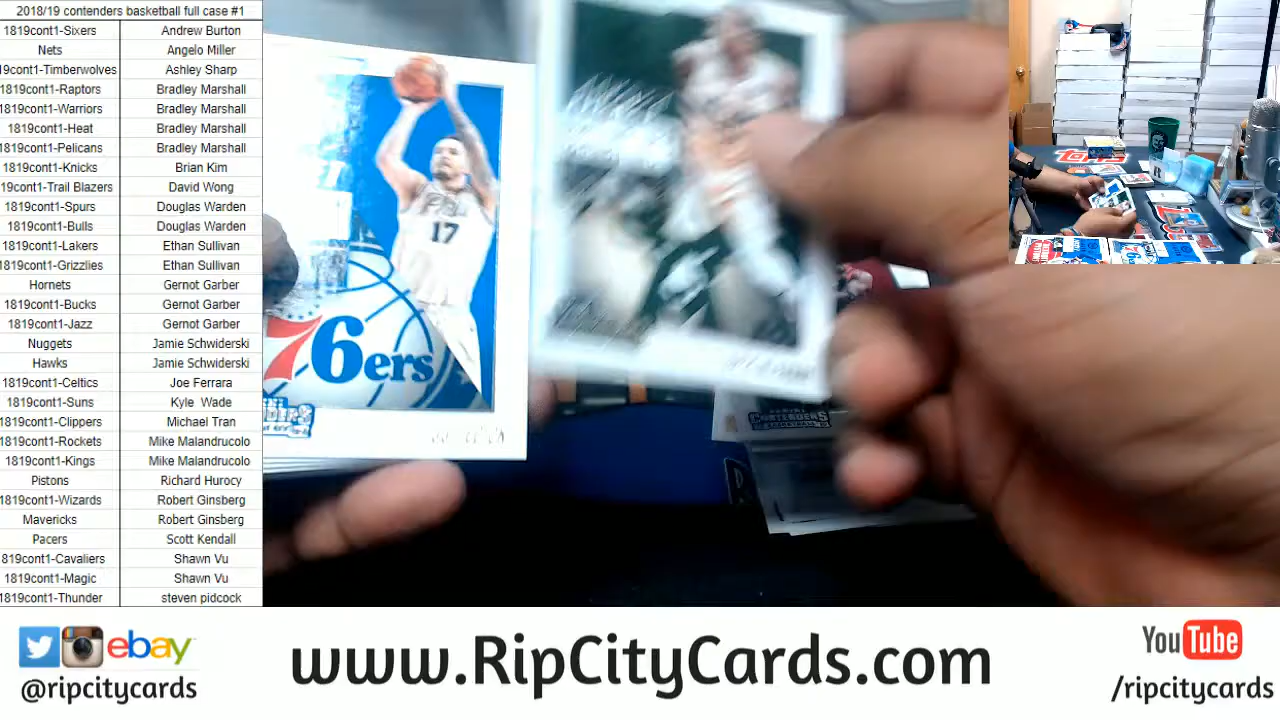 2018/19 contenders basketball full case #1
1819cont1-Sixers Andrew Burton
Nets Angelo Miller
19cont1-Timberwolves Ashley Sharp
1819cont1-Raptors Bradley Marshall
1819cont1-Warriors Bradley Marshall
1819cont1-Heat Bradley Marshall
1819cont1-Pelicans Bradley Marshall
1819cont1-Knicks Brian Kim
19cont1-Trail Blazers David Wong
1819cont1-Spurs Douglas Warden
1819cont1-Bulls Douglas Warden
1819cont1-Lakers Ethan Sullivan
1819cont1-Grizzlies Ethan Sullivan
Hornets Gernot Garber
1819cont1-Bucks Gernot Garber
1819cont1-Jazz Gernot Garber
Nuggets Jamie Schwiderski
Hawks Jamie Schwiderski
1819cont1-Celtics Joe Ferrara
1819cont1-Suns Kyle Wade
1819cont1-Clippers Michael Tran
1819cont1-Rockets Mike Malandrucolo
1819cont1-Kings Mike Malandrucolo
Pistons Richard Hurocy
1819cont1-Wizards Robert Ginsberg
Mavericks Robert Ginsberg
Pacers Scott Kendall
819cont1-Cavaliers Shawn Vu
1819cont1-Magic Shawn Vu
1819cont1-Thunder steven pidcock
17
76ers
CONTENDERS
topps
ebay
@ripcitycards
www.RipCityCards.com
YouTube
/ripcitycards